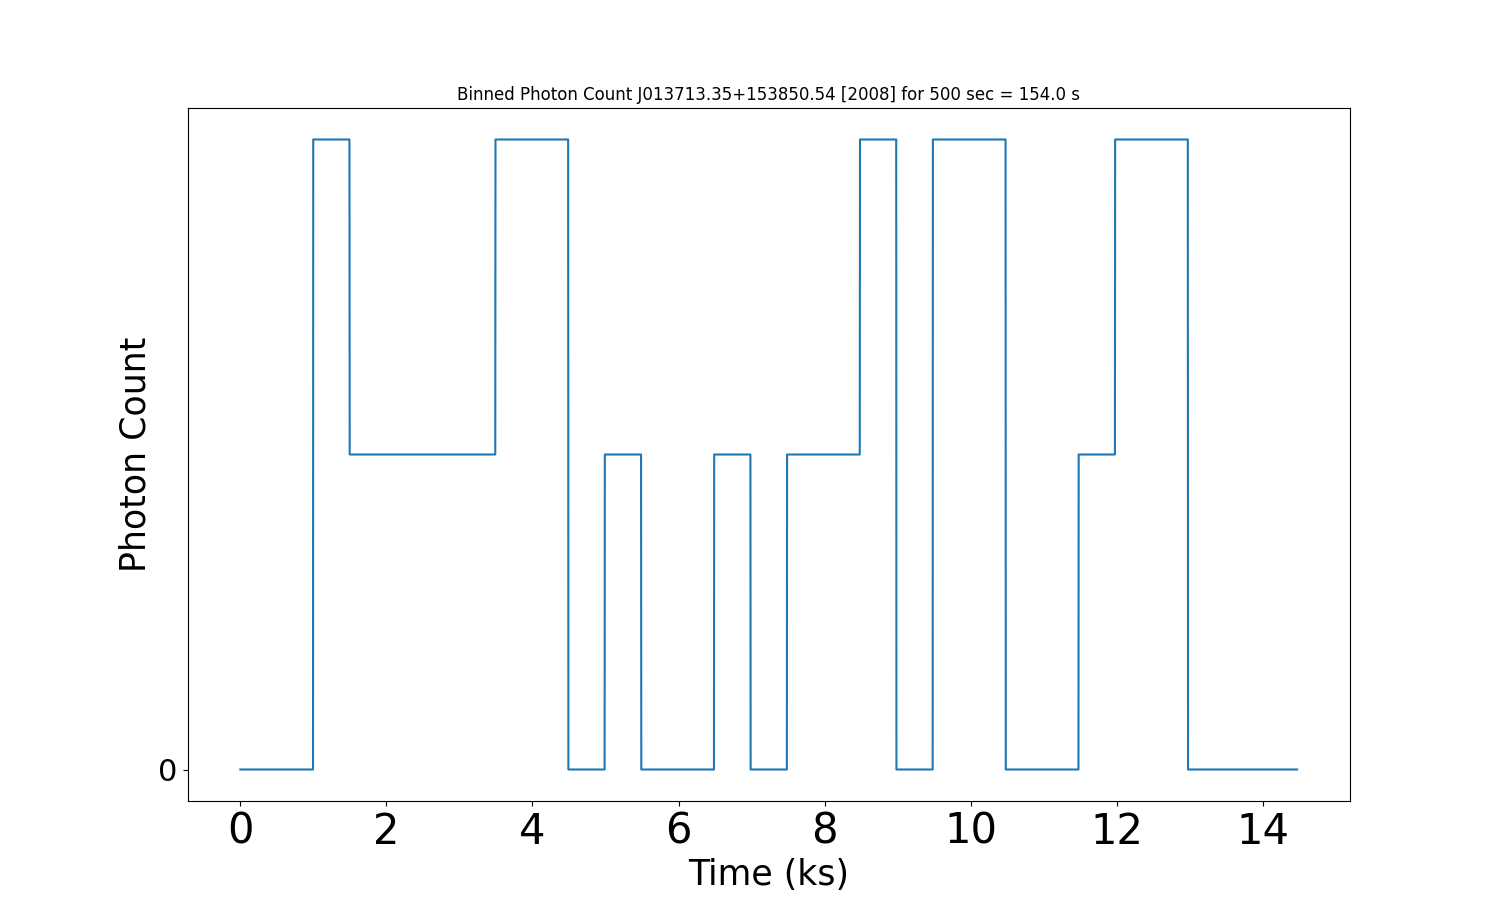 Binned Photon Count J013713.35+153850.54 [2008] for 500 sec = 154.0 s
Photon Count
0
0 2 4 6 8 10 12 14
Time (ks)